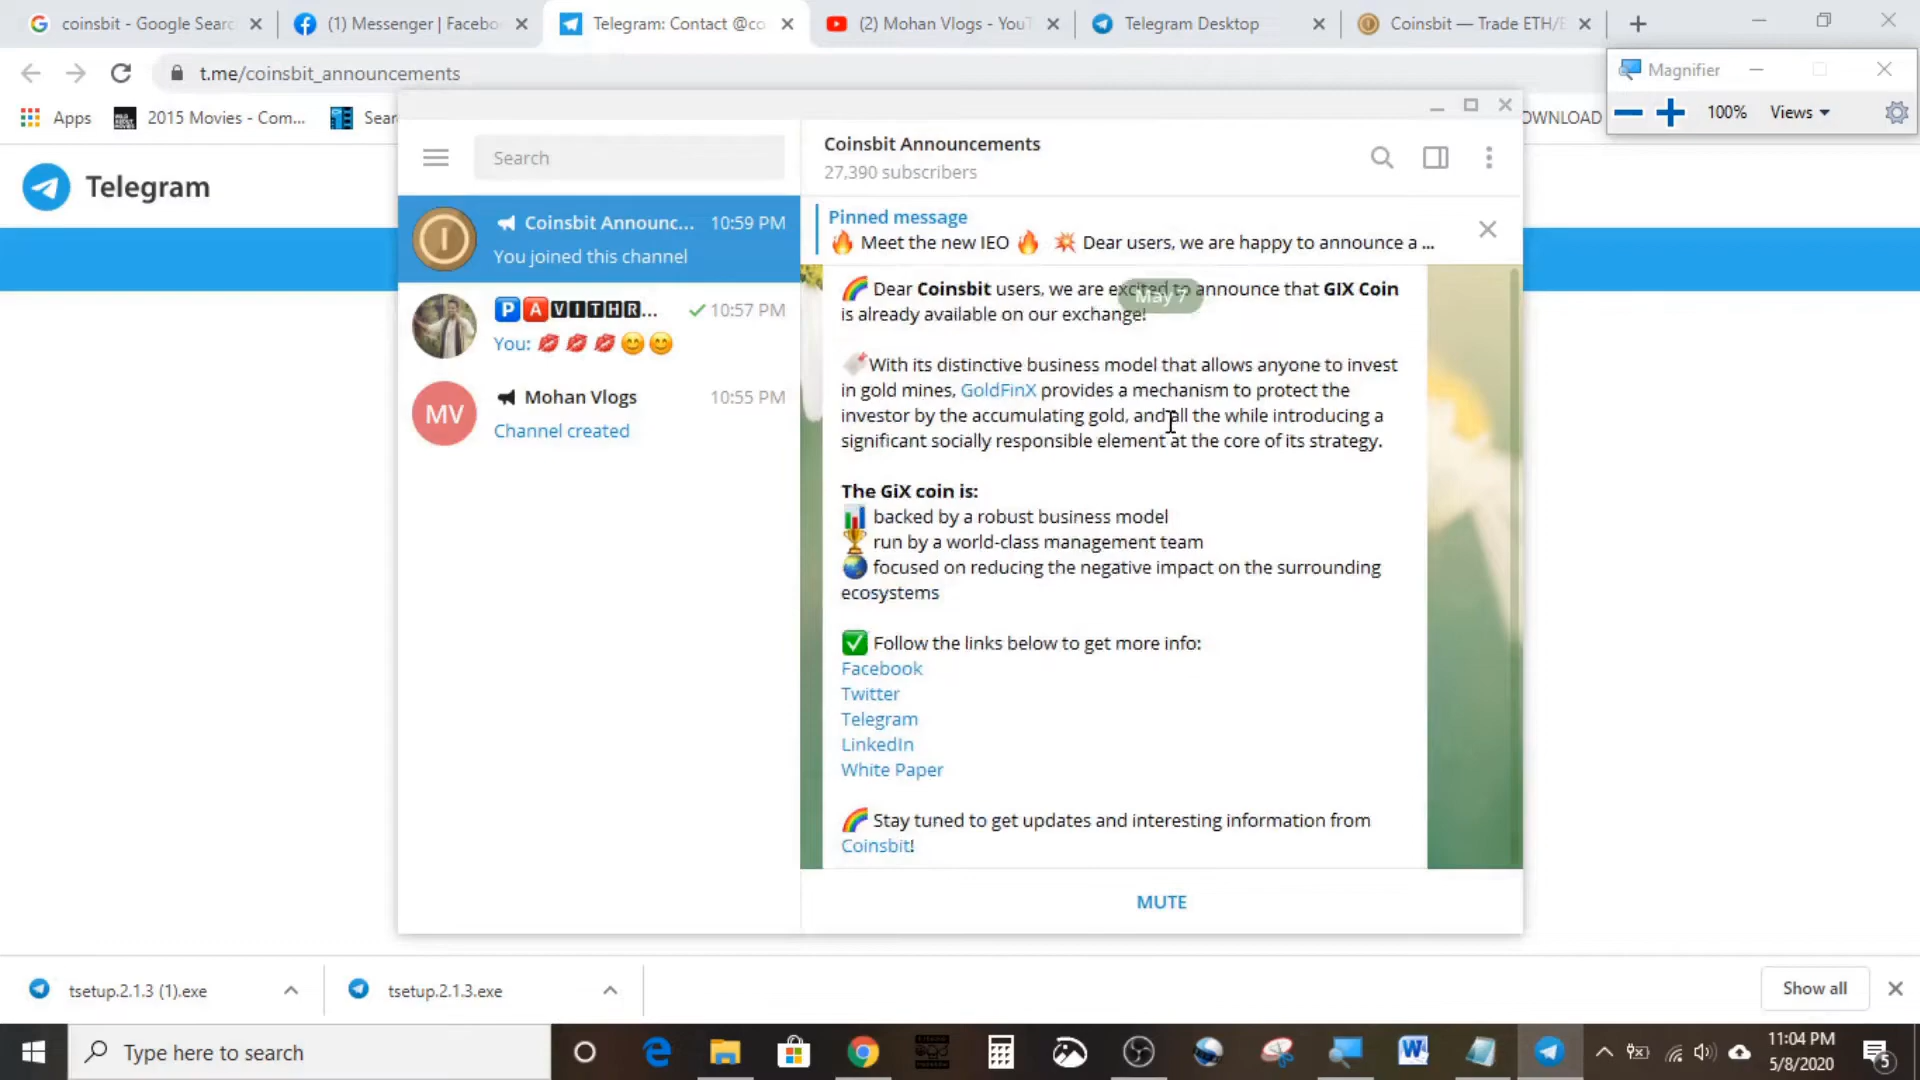 coinsbit - Google Searc
(1) Messenger | Facebo
Telegram: Contact @co
(2) Mohan Vlogs - YouT
Telegram Desktop
Coinsbit — Trade ETH/
t.me/coinsbit_announcements
Magnifier
100%
Views
Apps
2015 Movies - Com...
Sear
OWNLOAD
Telegram
Search
Coinsbit Announcements
27,390 subscribers
Pinned message
🔥 Meet the new IEO 🔥 💥 Dear users, we are happy to announce a ...
Coinsbit Announc... 10:59 PM
You joined this channel
🅿🅰🆅🅸🆃🅷🆁... 10:57 PM
You: 💋 💋 💋 😊 😊
MV
Mohan Vlogs 10:55 PM
Channel created
May 7
🌈 Dear Coinsbit users, we are excited to announce that GIX Coin
is already available on our exchange!
With its distinctive business model that allows anyone to invest
in gold mines, GoldFinX provides a mechanism to protect the
investor by the accumulating gold, and all the while introducing a
significant socially responsible element at the core of its strategy.
The GiX coin is:
📊 backed by a robust business model
🏆 run by a world-class management team
🌏 focused on reducing the negative impact on the surrounding
ecosystems
✅ Follow the links below to get more info:
Facebook
Twitter
Telegram
LinkedIn
White Paper
🌈 Stay tuned to get updates and interesting information from
Coinsbit!
MUTE
tsetup.2.1.3 (1).exe
tsetup.2.1.3.exe
Show all
Type here to search
11:04 PM
5/8/2020
5